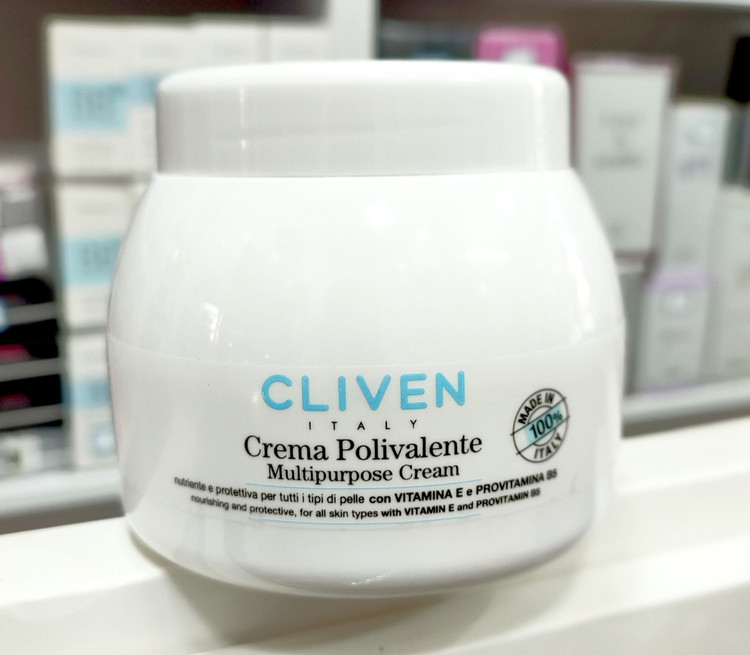 CLIVEN
ITALY
Crema Polivalente
Multipurpose Cream
nutriente e protettiva per tutti i tipi di pelle con VITAMINA E e PROVITAMINA B5
nourishing and protective, for all skin types with VITAMIN E and PROVITAMIN B5
MADE IN
100%
ITALY